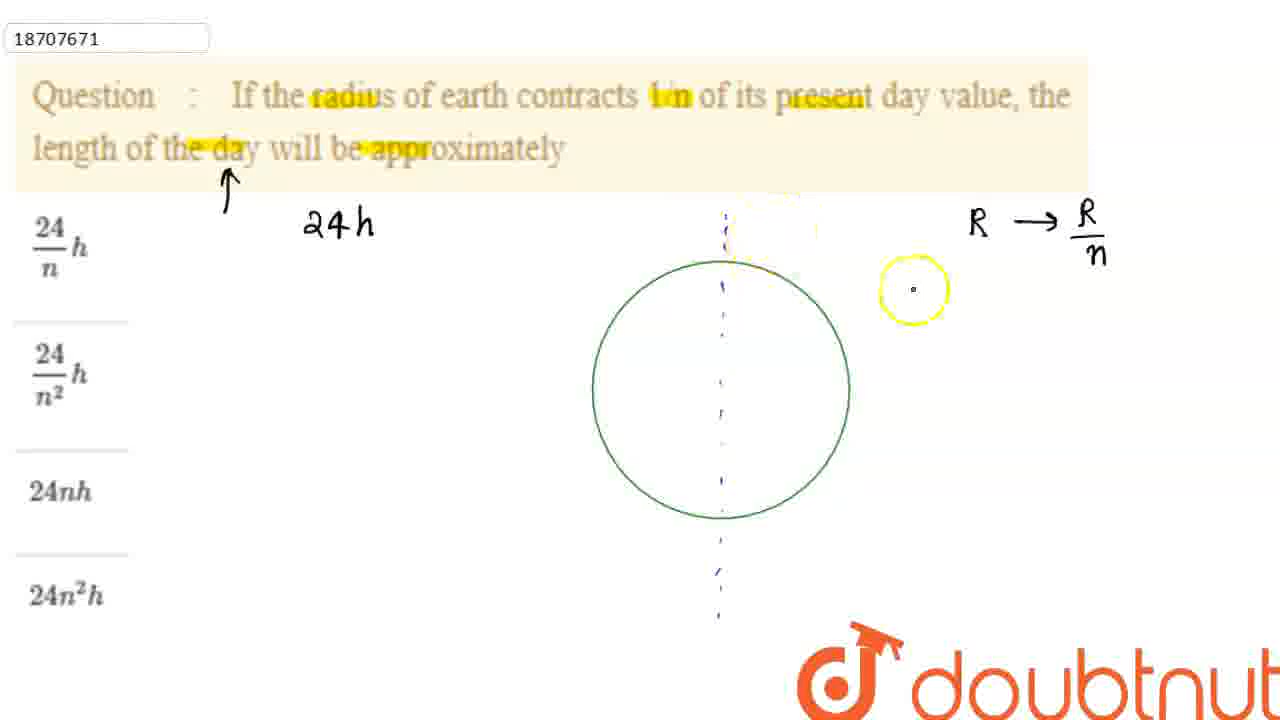 18707671
Question : If the radius of earth contracts 1/n of its present day value, the
length of the day will be approximately
24 h
R → R/n
24/n h
24/n² h
24nh
24n²h
doubtnut